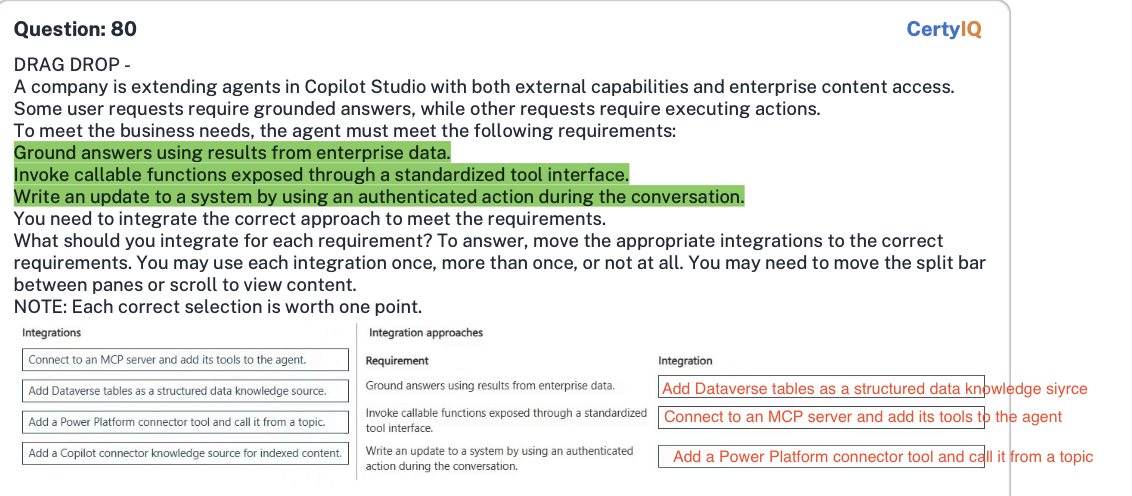 Question: 80
CertyIQ
DRAG DROP -
A company is extending agents in Copilot Studio with both external capabilities and enterprise content access.
Some user requests require grounded answers, while other requests require executing actions.
To meet the business needs, the agent must meet the following requirements:
Ground answers using results from enterprise data.
Invoke callable functions exposed through a standardized tool interface.
Write an update to a system by using an authenticated action during the conversation.
You need to integrate the correct approach to meet the requirements.
What should you integrate for each requirement? To answer, move the appropriate integrations to the correct
requirements. You may use each integration once, more than once, or not at all. You may need to move the split bar
between panes or scroll to view content.
NOTE: Each correct selection is worth one point.
Integrations
Connect to an MCP server and add its tools to the agent.
Add Dataverse tables as a structured data knowledge source.
Add a Power Platform connector tool and call it from a topic.
Add a Copilot connector knowledge source for indexed content.
Integration approaches
Requirement
Integration
Ground answers using results from enterprise data.
Add Dataverse tables as a structured data knowledge siyrce
Invoke callable functions exposed through a standardized
tool interface.
Connect to an MCP server and add its tools to the agent
Write an update to a system by using an authenticated
action during the conversation.
Add a Power Platform connector tool and call it from a topic